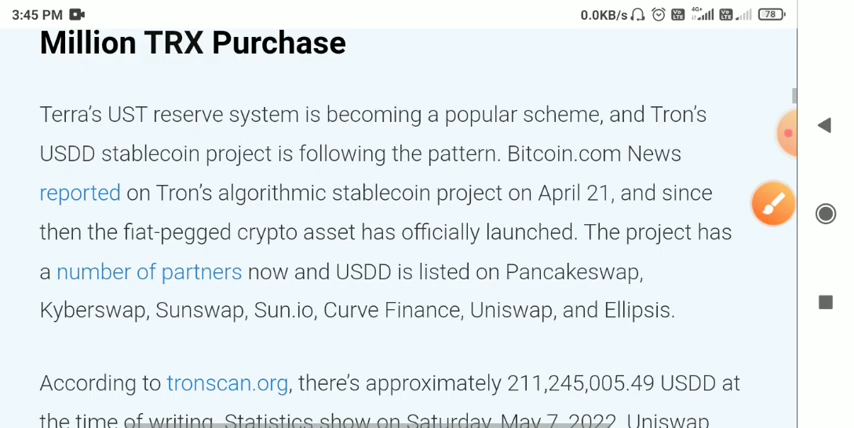 3:45 PM
0.0KB/s Vo LTE 4G+ Vo LTE 78
Million TRX Purchase
Terra’s UST reserve system is becoming a popular scheme, and Tron’s
USDD stablecoin project is following the pattern. Bitcoin.com News
reported on Tron’s algorithmic stablecoin project on April 21, and since
then the fiat-pegged crypto asset has officially launched. The project has
a number of partners now and USDD is listed on Pancakeswap,
Kyberswap, Sunswap, Sun.io, Curve Finance, Uniswap, and Ellipsis.
According to tronscan.org, there’s approximately 211,245,005.49 USDD at
the time of writing. Statistics show on Saturday, May 7, 2022, Uniswap